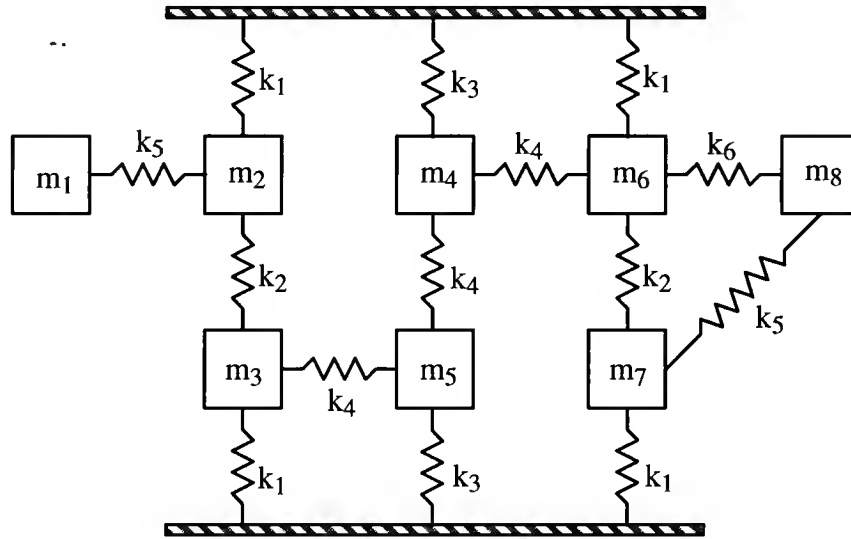 k₁ k₃ k₁
k₅ k₄ k₆
m₁ m₂ m₄ m₆ m₈
k₂ k₄ k₂
k₅
m₃ m₅ m₇
k₄
k₁ k₃ k₁